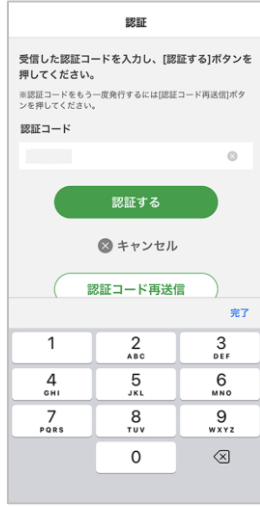 認証
受信した認証コードを入力し、[認証する]ボタンを
押してください。
※認証コードをもう一度発行するには[認証コード再送信]ボタ
ンを押してください。
認証コード
認証する
キャンセル
認証コード再送信
完了
1 2 3
ABC DEF
4 5 6
GHI JKL MNO
7 8 9
PQRS TUV WXYZ
0